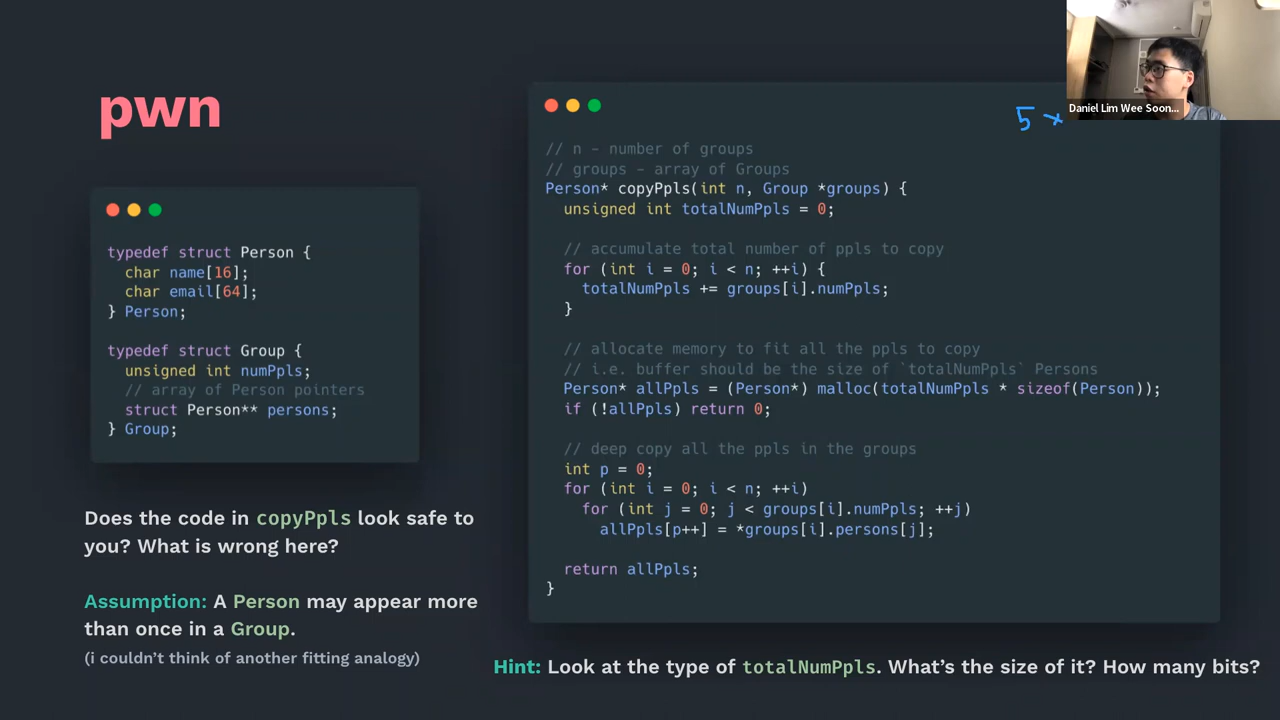 pwn
typedef struct Person {
char name[16];
char email[64];
} Person;
typedef struct Group {
unsigned int numPpls;
// array of Person pointers
struct Person** persons;
} Group;
Does the code in copyPpls look safe to
you? What is wrong here?
Assumption: A Person may appear more
than once in a Group.
(i couldn't think of another fitting analogy)
5 ×
Daniel Lim Wee Soon...
// n - number of groups
// groups - array of Groups
Person* copyPpls(int n, Group *groups) {
unsigned int totalNumPpls = 0;
// accumulate total number of ppls to copy
for (int i = 0; i < n; ++i) {
totalNumPpls += groups[i].numPpls;
}
// allocate memory to fit all the ppls to copy
// i.e. buffer should be the size of `totalNumPpls` Persons
Person* allPpls = (Person*) malloc(totalNumPpls * sizeof(Person));
if (!allPpls) return 0;
// deep copy all the ppls in the groups
int p = 0;
for (int i = 0; i < n; ++i)
for (int j = 0; j < groups[i].numPpls; ++j)
allPpls[p++] = *groups[i].persons[j];
return allPpls;
}
Hint: Look at the type of totalNumPpls. What's the size of it? How many bits?